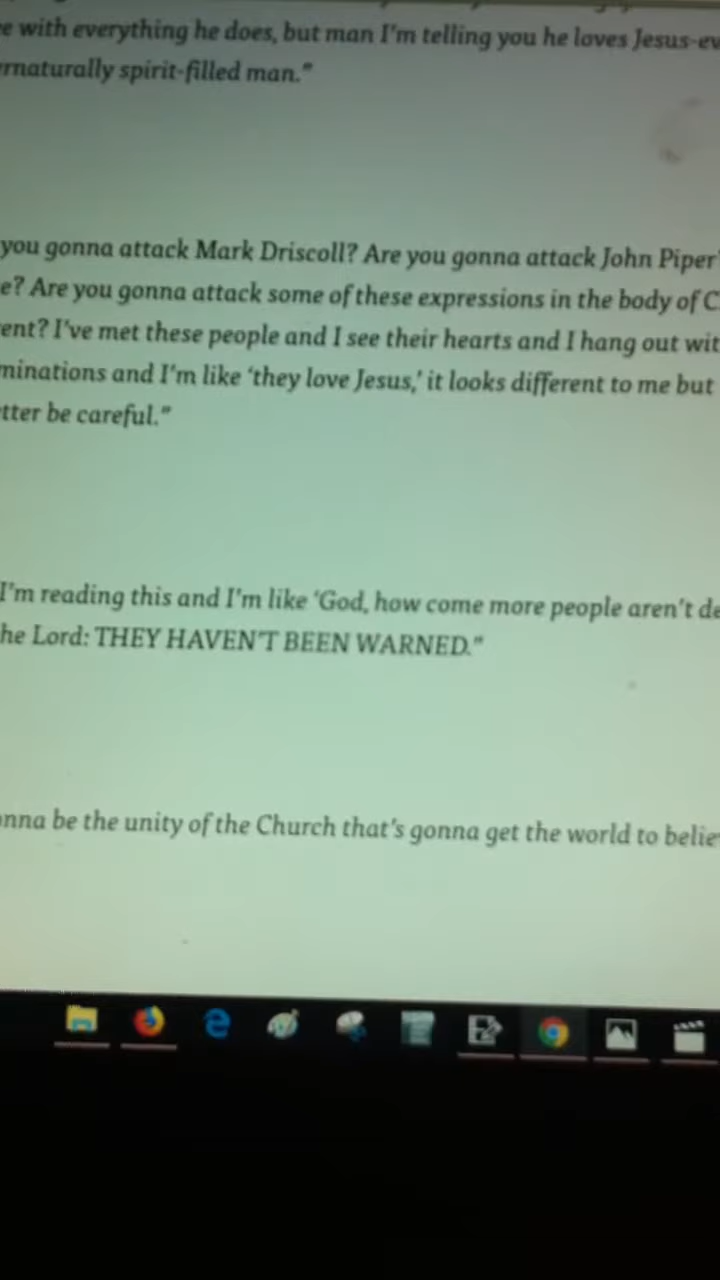 e with everything he does, but man I'm telling you he loves Jesus-ev
rnaturally spirit-filled man."
you gonna attack Mark Driscoll? Are you gonna attack John Piper?
e? Are you gonna attack some of these expressions in the body of C
ent? I've met these people and I see their hearts and I hang out wit
minations and I'm like 'they love Jesus,' it looks different to me but
tter be careful."
I'm reading this and I'm like 'God, how come more people aren't de
he Lord: THEY HAVEN'T BEEN WARNED."
nna be the unity of the Church that's gonna get the world to belie